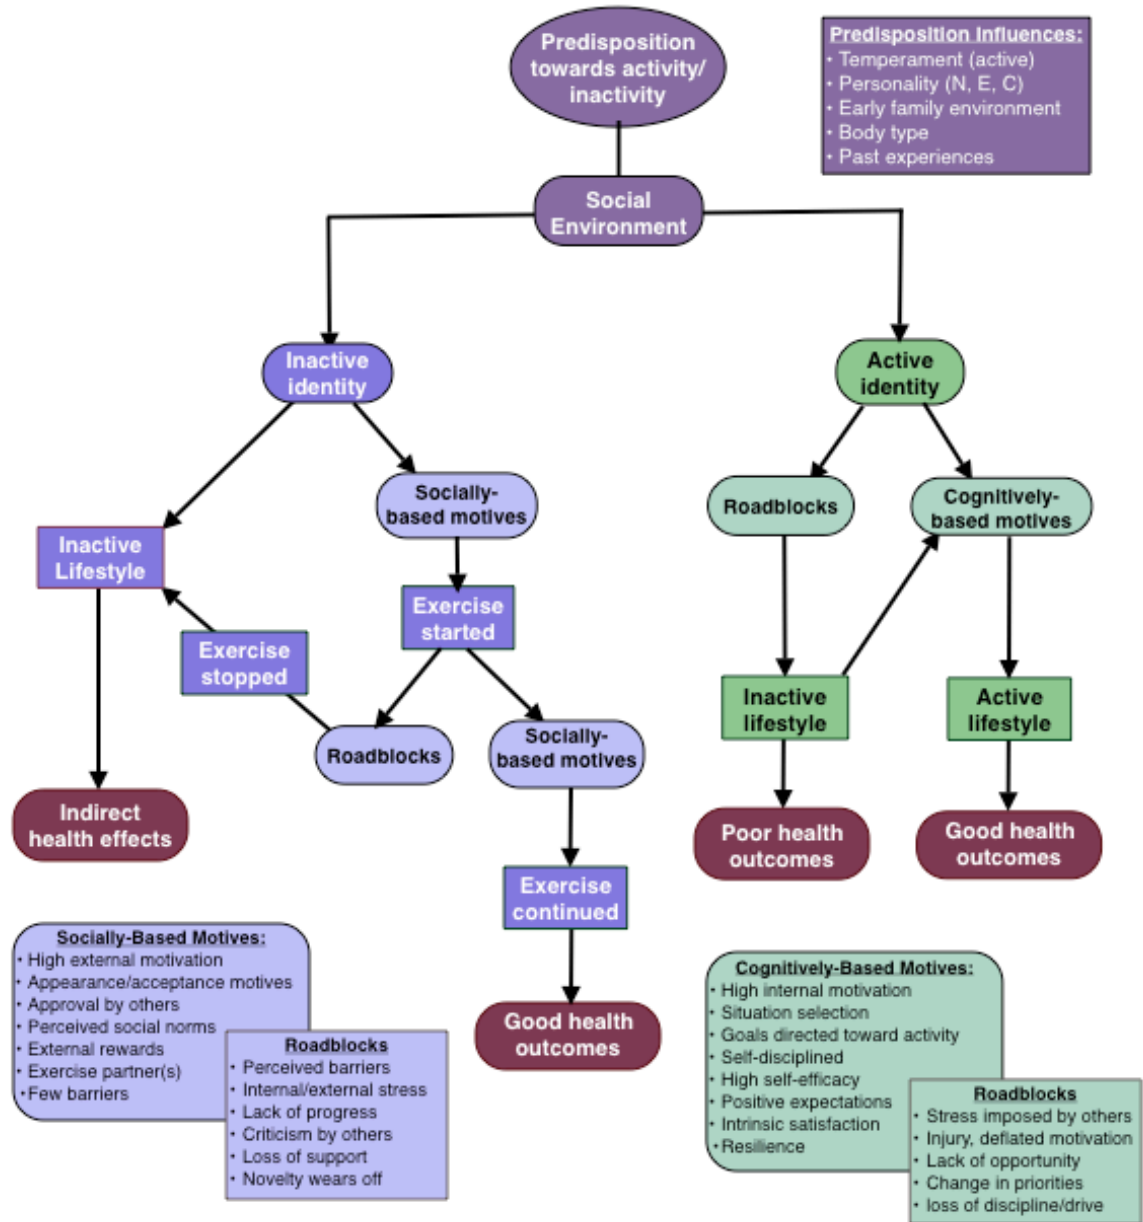 Predisposition
towards activity/
inactivity
Predisposition Influences:
• Temperament (active)
• Personality (N, E, C)
• Early family environment
• Body type
• Past experiences
Social
Environment
Inactive
identity
Active
identity
Socially-
based motives
Roadblocks
Cognitively-
based motives
Inactive
Lifestyle
Exercise
started
Exercise
stopped
Roadblocks
Socially-
based motives
Inactive
lifestyle
Active
lifestyle
Indirect
health effects
Poor health
outcomes
Good health
outcomes
Exercise
continued
Good health
outcomes
Socially-Based Motives:
• High external motivation
• Appearance/acceptance motives
• Approval by others
• Perceived social norms
• External rewards
• Exercise partner(s)
• Few barriers
Roadblocks
• Perceived barriers
• Internal/external stress
• Lack of progress
• Criticism by others
• Loss of support
• Novelty wears off
Cognitively-Based Motives:
• High internal motivation
• Situation selection
• Goals directed toward activity
• Self-disciplined
• High self-efficacy
• Positive expectations
• Intrinsic satisfaction
• Resilience
Roadblocks
• Stress imposed by others
• Injury, deflated motivation
• Lack of opportunity
• Change in priorities
• loss of discipline/drive